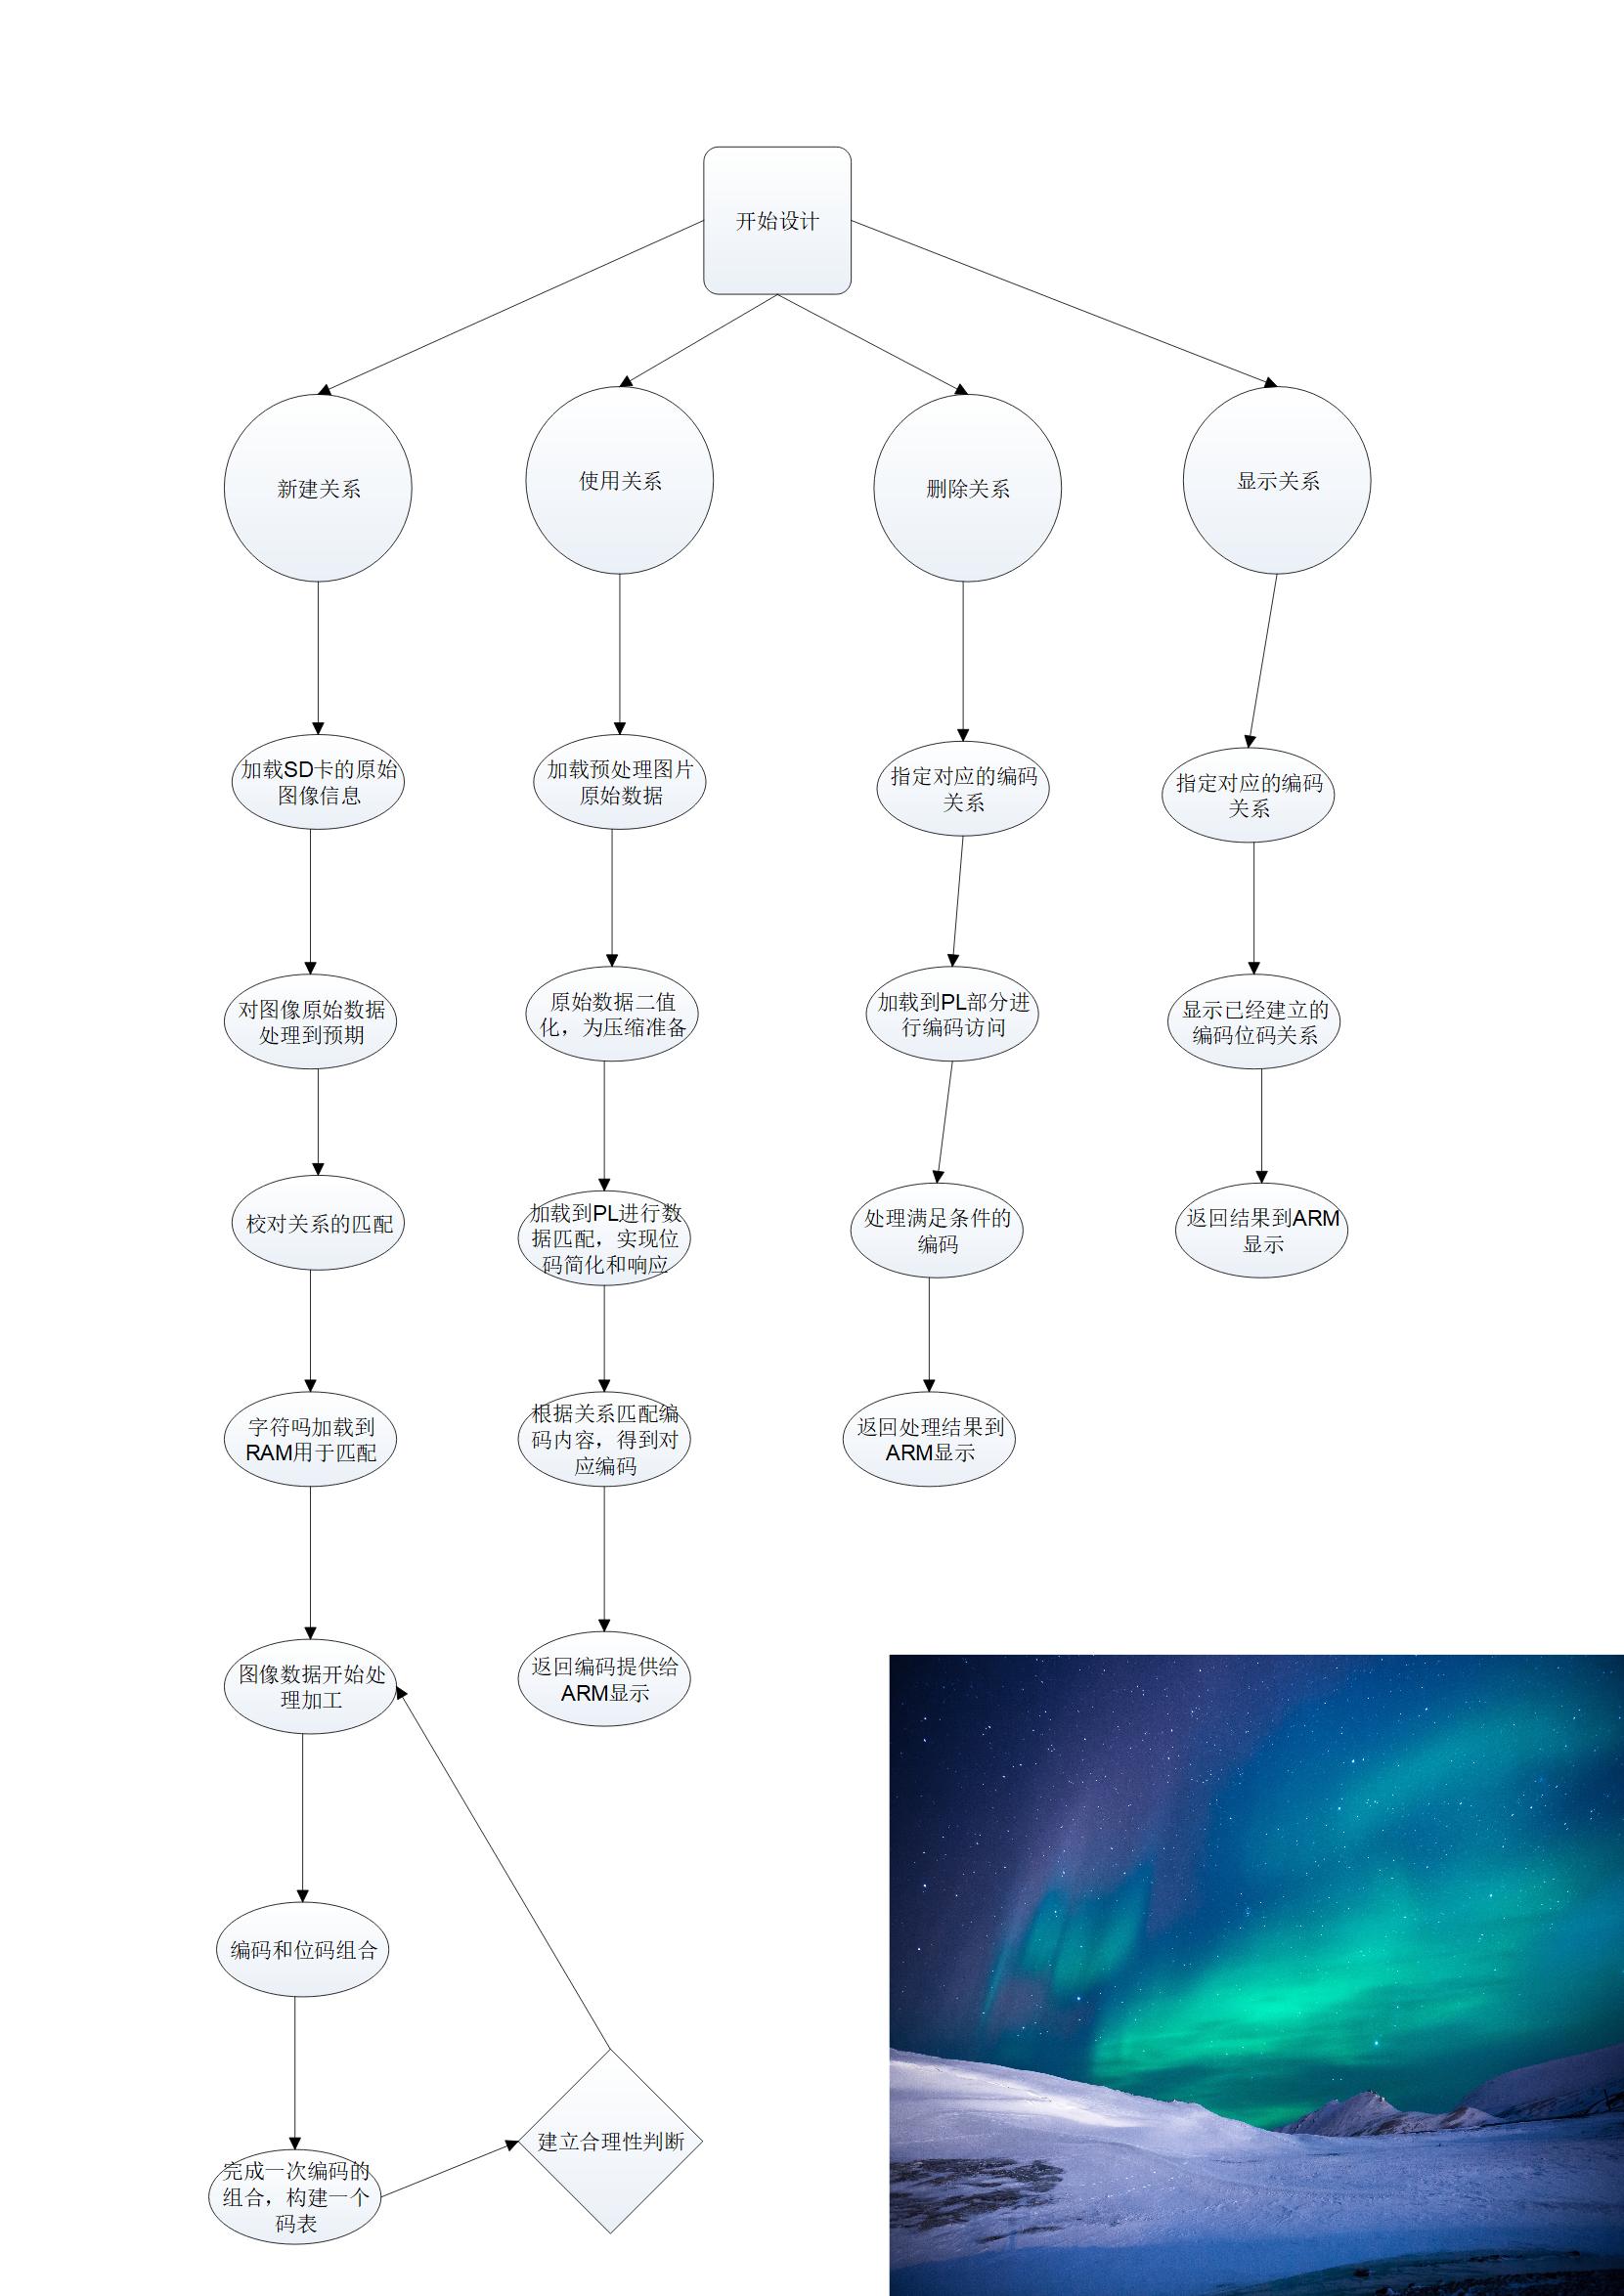 开始设计
新建关系
使用关系
删除关系
显示关系
加载SD卡的原始
图像信息
加载预处理图片
原始数据
指定对应的编码
关系
指定对应的编码
关系
对图像原始数据
处理到预期
原始数据二值
化，为压缩准备
加载到PL部分进
行编码访问
显示已经建立的
编码位码关系
校对关系的匹配
加载到PL进行数
据匹配，实现位
码简化和响应
处理满足条件的
编码
返回结果到ARM
显示
字符吗加载到
RAM用于匹配
根据关系匹配编
码内容，得到对
应编码
返回处理结果到
ARM显示
图像数据开始处
理加工
返回编码提供给
ARM显示
编码和位码组合
完成一次编码的
组合，构建一个
码表
建立合理性判断